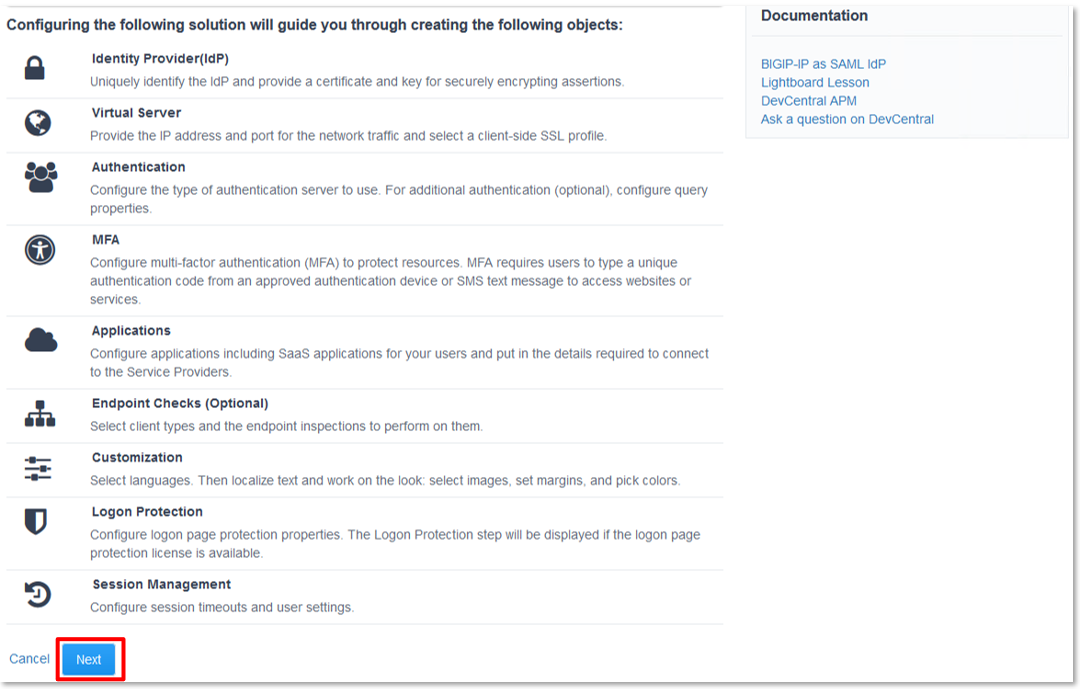 Configuring the following solution will guide you through creating the following objects:
Identity Provider(IdP)
Uniquely identify the IdP and provide a certificate and key for securely encrypting assertions.
Virtual Server
Provide the IP address and port for the network traffic and select a client-side SSL profile.
Authentication
Configure the type of authentication server to use. For additional authentication (optional), configure query
properties.
MFA
Configure multi-factor authentication (MFA) to protect resources. MFA requires users to type a unique
authentication code from an approved authentication device or SMS text message to access websites or
services.
Applications
Configure applications including SaaS applications for your users and put in the details required to connect
to the Service Providers.
Endpoint Checks (Optional)
Select client types and the endpoint inspections to perform on them.
Customization
Select languages. Then localize text and work on the look: select images, set margins, and pick colors.
Logon Protection
Configure logon page protection properties. The Logon Protection step will be displayed if the logon page
protection license is available.
Session Management
Configure session timeouts and user settings.
Cancel
Next
Documentation
BIGIP-IP as SAML IdP
Lightboard Lesson
DevCentral APM
Ask a question on DevCentral